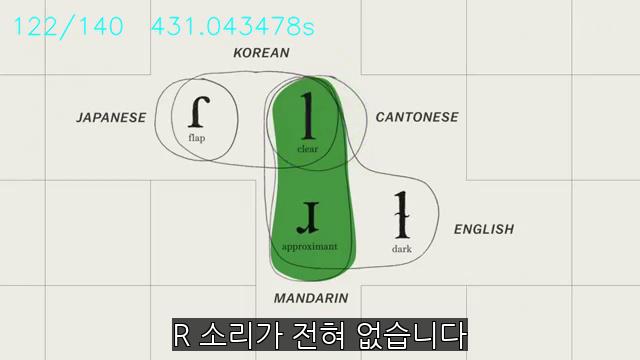 122/140 431.043478s
KOREAN
JAPANESE
ɾ
flap
l
clear
CANTONESE
ɹ
approximant
ɫ
dark
ENGLISH
MANDARIN
R 소리가 전혀 없습니다